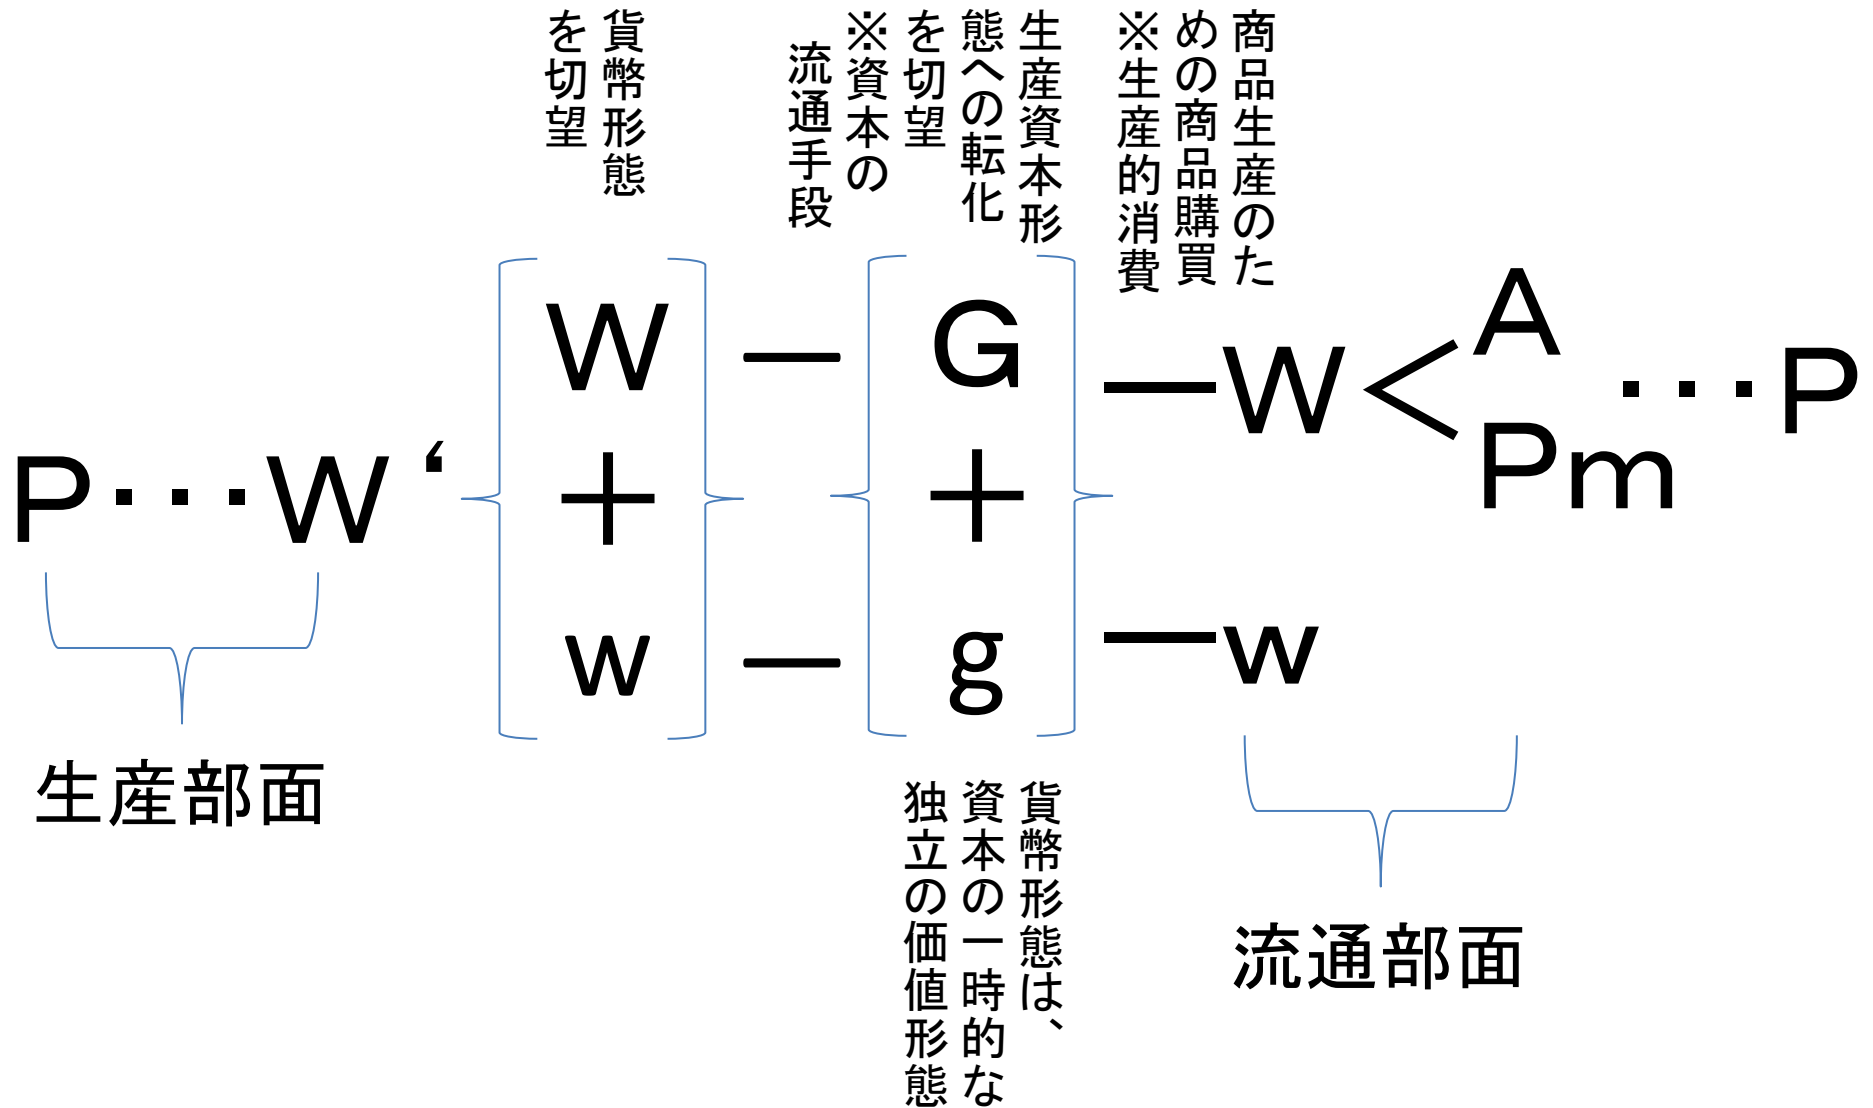 貨幣形態
を切望
生産資本形
態への転化
を切望
※資本の
流通手段
商品生産のた
めの商品購買
※生産的消費
P・・・W‘
W
＋
w
―
―
G
＋
g
―W
A
Pm
・・・P
―w
生産部面
貨幣形態は、
資本の一時的な
独立の価値形態
流通部面